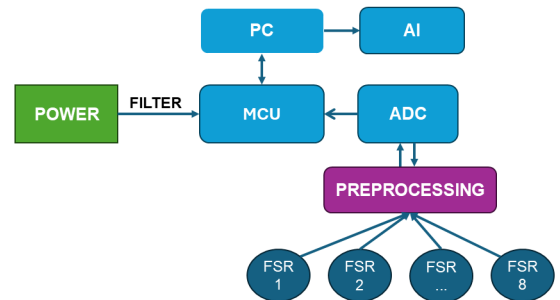 PC
AI
POWER
FILTER
MCU
ADC
PREPROCESSING
FSR
1
FSR
2
FSR
...
FSR
8